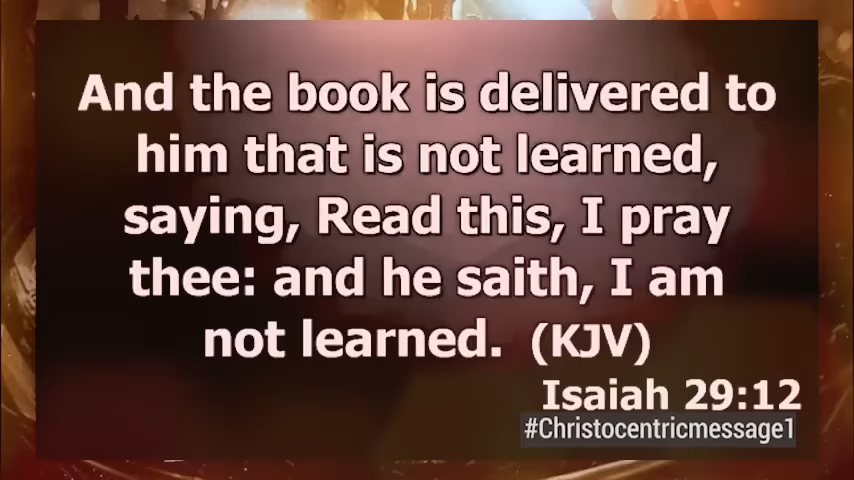 And the book is delivered to
him that is not learned,
saying, Read this, I pray
thee: and he saith, I am
not learned.  (KJV)
Isaiah 29:12
#Christocentricmessage1